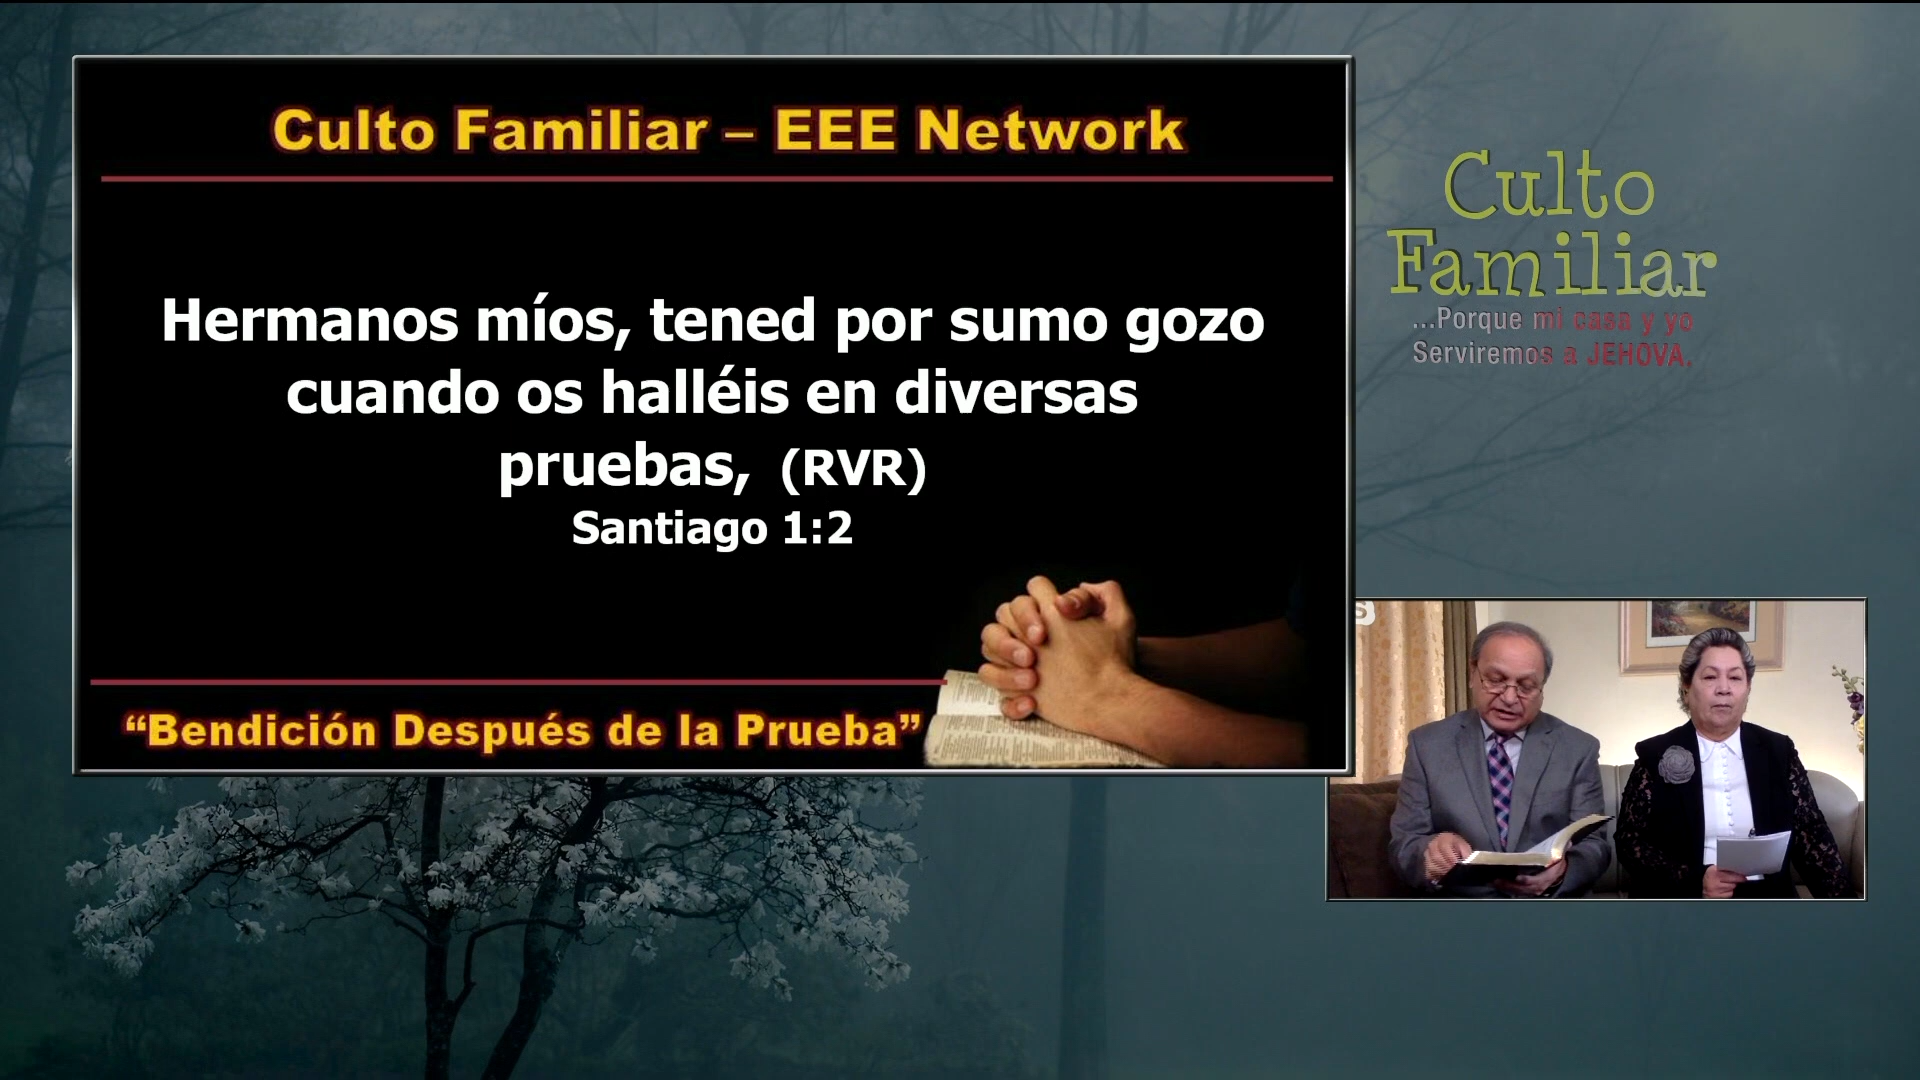 Culto Familiar – EEE Network
Hermanos míos, tened por sumo gozo
cuando os halléis en diversas
pruebas, (RVR)
Santiago 1:2
“Bendición Después de la Prueba”
Culto
Familiar
...Porque mi casa y yo
Serviremos a JEHOVA.